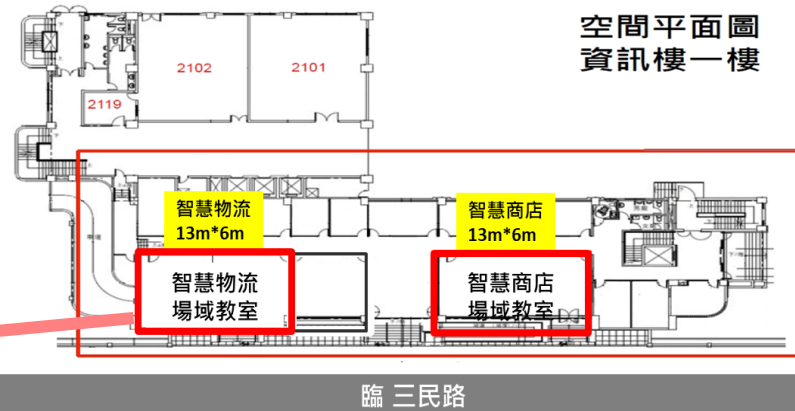 空間平面圖
資訊樓一樓
2102
2101
2119
智慧物流
13m*6m
智慧商店
13m*6m
智慧物流
場域教室
智慧商店
場域教室
臨 三民路